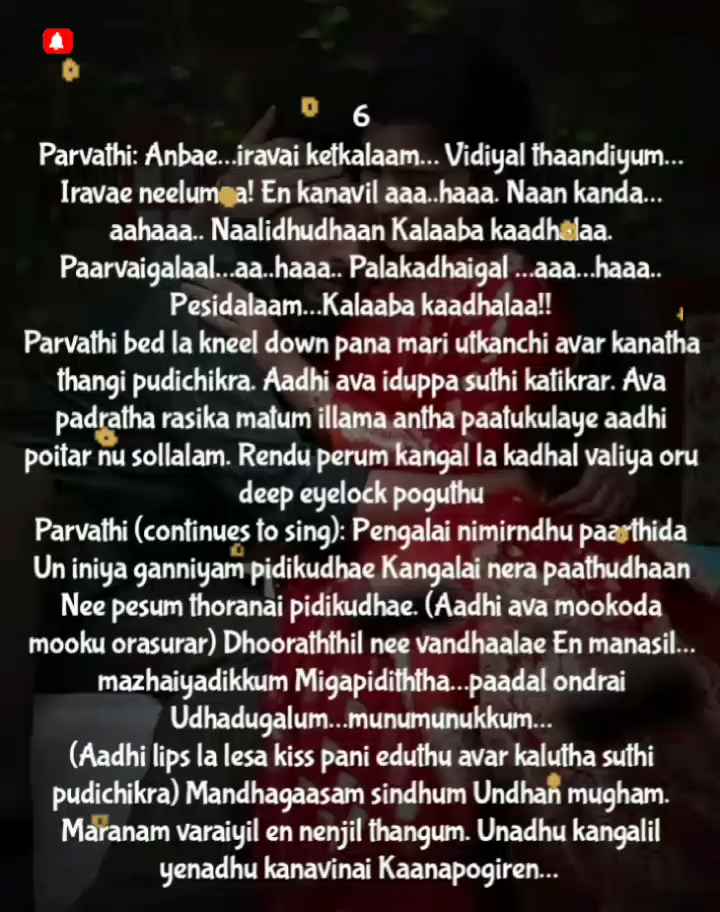 6
Parvathi: Anbae...iravai ketkalaam... Vidiyal thaandiyum...
Iravae neeluma! En kanavil aaa..haaa. Naan kanda...
aahaaa.. Naalidhudhaan Kalaaba kaadhalaa.
Paarvaigalaal...aa..haaa.. Palakadhaigal ...aaa...haaa..
Pesidalaam...Kalaaba kaadhalaa!!
Parvathi bed la kneel down pana mari utkanchi avar kanatha
thangi pudichikra. Aadhi ava iduppa suthi katikrar. Ava
padratha rasika matum illama antha paatukulaye aadhi
poitar nu sollalam. Rendu perum kangal la kadhal valiya oru
deep eyelock poguthu
Parvathi (continues to sing): Pengalai nimirndhu paarthida
Un iniya ganniyam pidikudhae Kangalai nera paathudhaan
Nee pesum thoranai pidikudhae. (Aadhi ava mookoda
mooku orasurar) Dhooraththil nee vandhaalae En manasil...
mazhaiyadikkum Migapidiththa...paadal ondrai
Udhadugalum...munumunukkum...
(Aadhi lips la lesa kiss pani eduthu avar kalutha suthi
pudichikra) Mandhagaasam sindhum Undhan mugham.
Maranam varaiyil en nenjil thangum. Unadhu kangalil
yenadhu kanavinai Kaanapogiren...